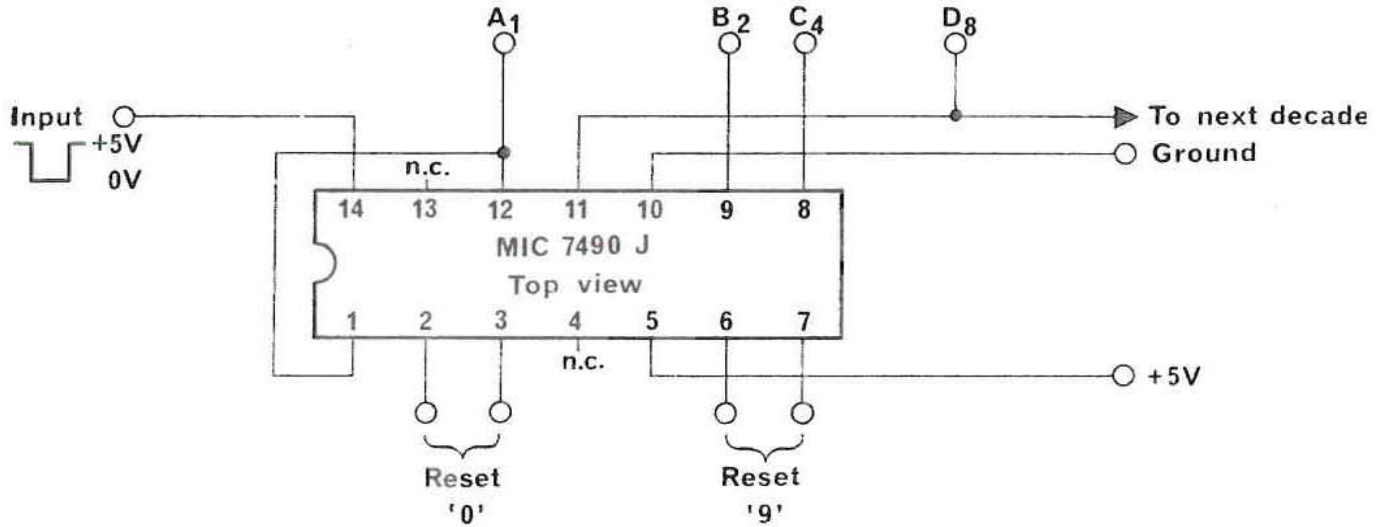 A1 B2 C4 D8
Input
+5V
0V
To next decade
Ground
n.c.
14 13 12 11 10 9 8
MIC 7490 J
Top view
1 2 3 4 5 6 7
n.c.
+5V
Reset
'0'
Reset
'9'